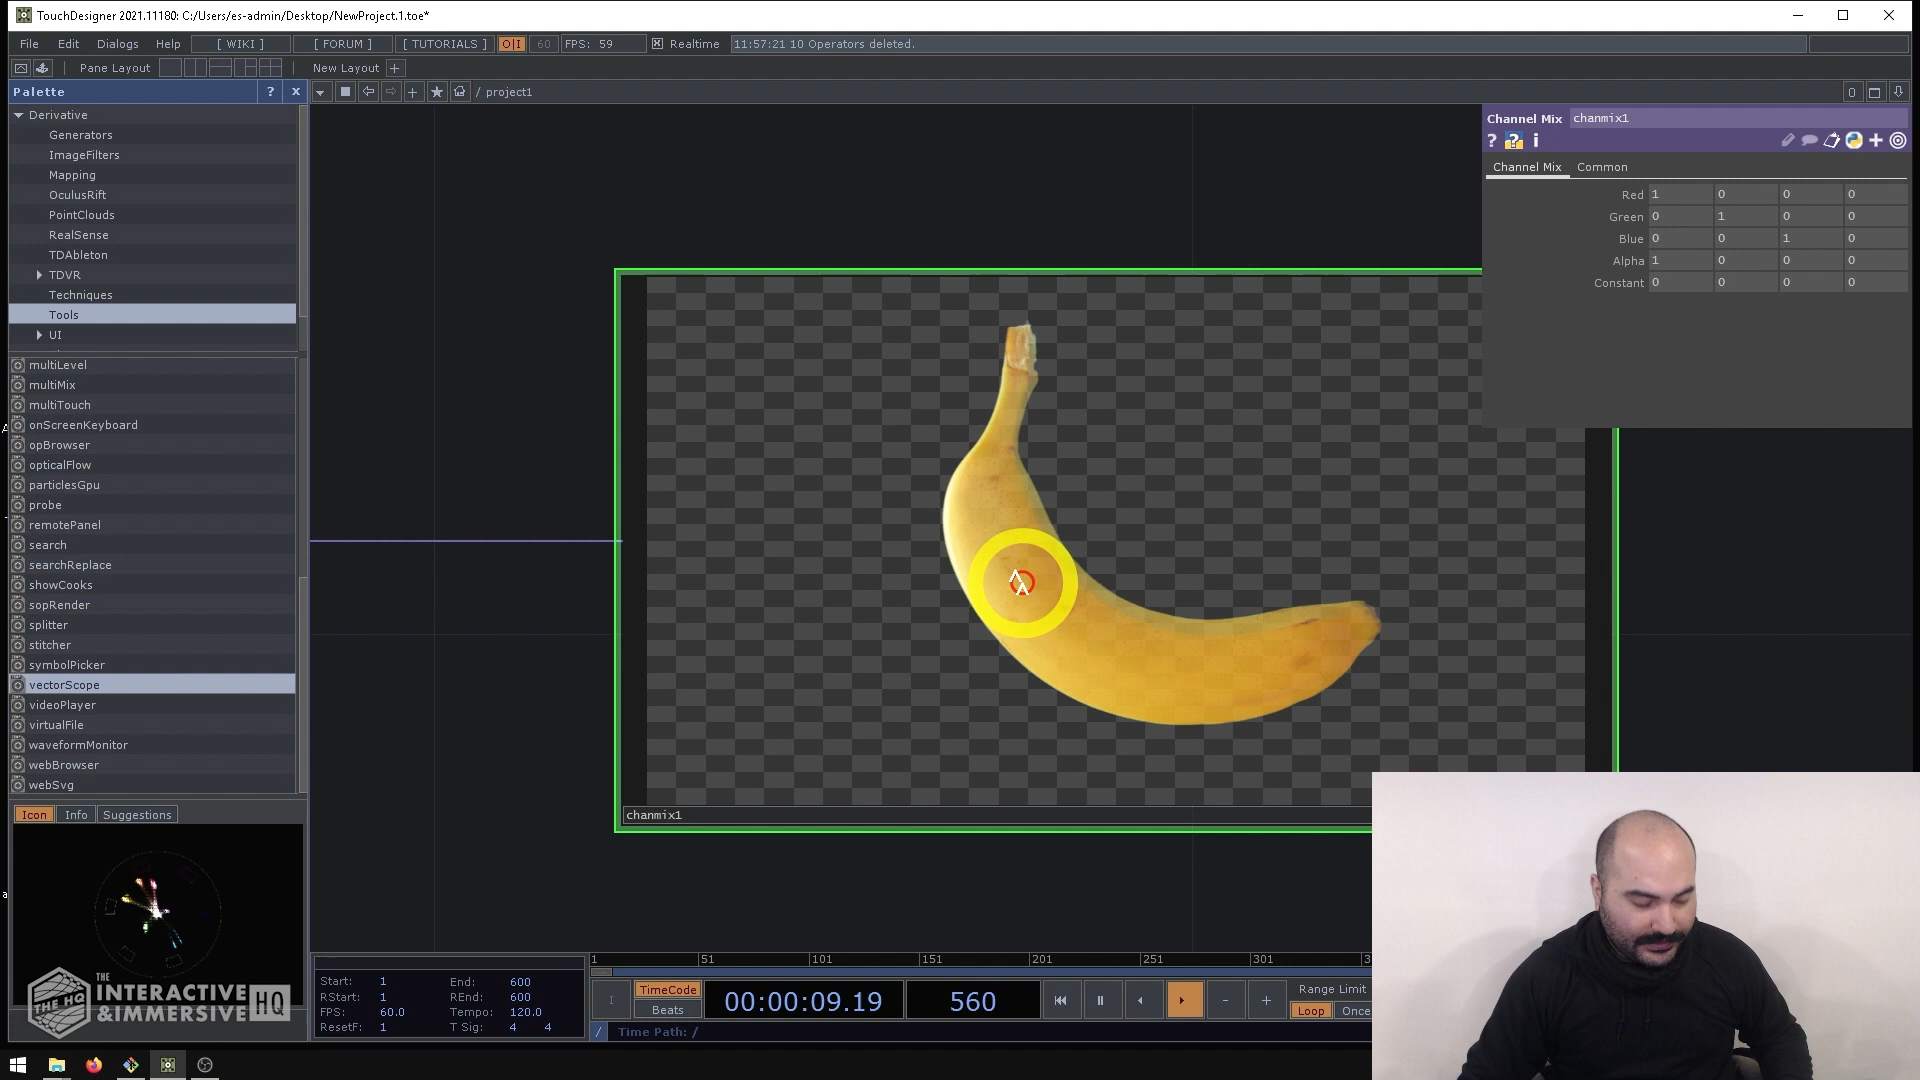 TouchDesigner 2021.11180: C:/Users/es-admin/Desktop/NewProject.1.toe*
File Edit Dialogs Help [ WIKI ] [ FORUM ] [ TUTORIALS ] O|I 60 FPS: 59 Realtime 11:57:21 10 Operators deleted.
Pane Layout New Layout +
Palette ? x / project1 0
Derivative
Generators
ImageFilters
Mapping
OculusRift
PointClouds
RealSense
TDAbleton
TDVR
Techniques
Tools
UI
multiLevel
multiMix
multiTouch
onScreenKeyboard
opBrowser
opticalFlow
particlesGpu
probe
remotePanel
search
searchReplace
showCooks
sopRender
splitter
stitcher
symbolPicker
vectorScope
videoPlayer
virtualFile
waveformMonitor
webBrowser
webSvg
Icon Info Suggestions
THE HQ
THE
INTERACTIVE
& IMMERSIVE HQ
Channel Mix chanmix1
? ? i
Channel Mix Common
Red 1 0 0 0
Green 0 1 0 0
Blue 0 0 1 0
Alpha 1 0 0 0
Constant 0 0 0 0
chanmix1
1 51 101 151 201 251 301 3
Start: 1 End: 600
RStart: 1 REnd: 600
FPS: 60.0 Tempo: 120.0
ResetF: 1 T Sig: 4 4
I TimeCode Beats 00:00:09.19 560 - + Range Limit
Loop Once
/ Time Path: /